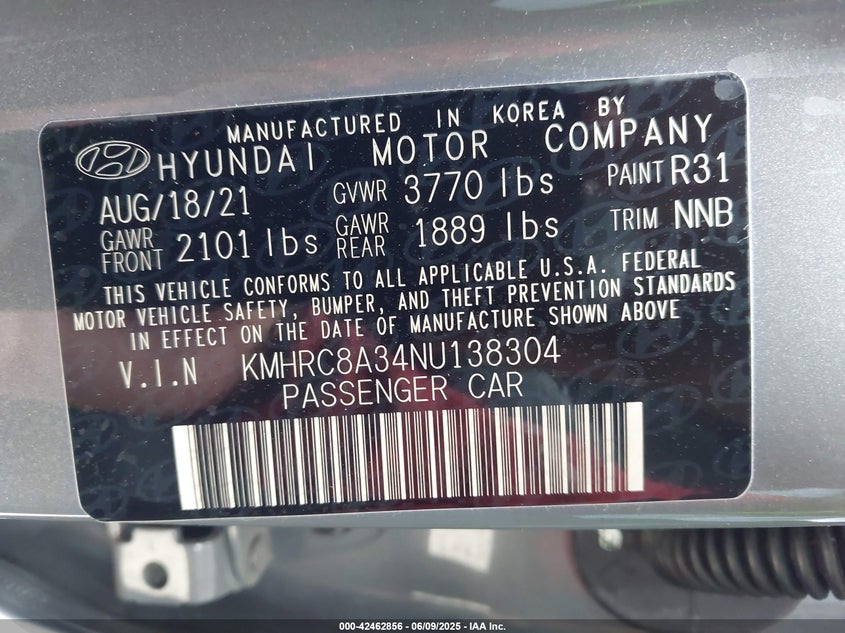 MANUFACTURED IN KOREA BY
HYUNDAI MOTOR COMPANY
AUG/18/21 GVWR 3770 lbs PAINT R31
GAWR FRONT 2101 lbs GAWR REAR 1889 lbs TRIM NNB
THIS VEHICLE CONFORMS TO ALL APPLICABLE U.S.A. FEDERAL
MOTOR VEHICLE SAFETY, BUMPER, AND THEFT PREVENTION STANDARDS
IN EFFECT ON THE DATE OF MANUFACTURE SHOWN ABOVE
V.I.N KMHRC8A34NU138304
PASSENGER CAR
000-42462856 - 06/09/2025 - IAA Inc.